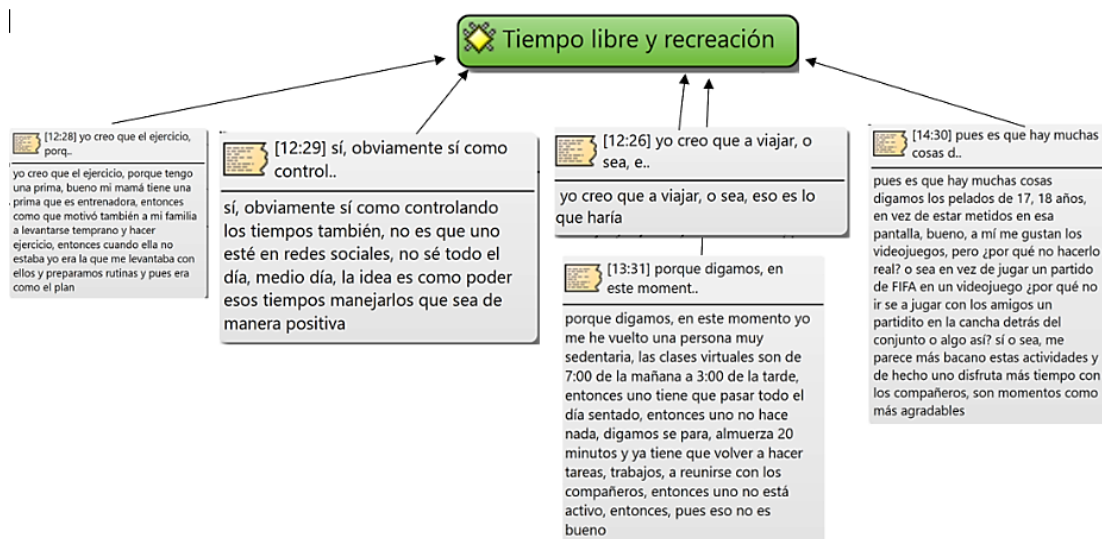 Tiempo libre y recreación
[12:28] yo creo que el ejercicio,
porq..
yo creo que el ejercicio, porque tengo
una prima, bueno mi mamá tiene una
prima que es entrenadora, entonces
como que motivó también a mi familia
a levantarse temprano y hacer
ejercicio, entonces cuando ella no
estaba yo era la que me levantaba con
ellos y preparamos rutinas y pues era
como el plan
[12:29] sí, obviamente sí como
control..
sí, obviamente sí como controlando
los tiempos también, no es que uno
esté en redes sociales, no sé todo el
día, medio día, la idea es como poder
esos tiempos manejarlos que sea de
manera positiva
[12:26] yo creo que a viajar, o
sea, e..
yo creo que a viajar, o sea, eso es lo
que haría
[13:31] porque digamos, en
este moment..
porque digamos, en este momento yo
me he vuelto una persona muy
sedentaria, las clases virtuales son de
7:00 de la mañana a 3:00 de la tarde,
entonces uno tiene que pasar todo el
día sentado, entonces uno no hace
nada, digamos se para, almuerza 20
minutos y ya tiene que volver a hacer
tareas, trabajos, a reunirse con los
compañeros, entonces uno no está
activo, entonces, pues eso no es
bueno
[14:30] pues es que hay muchas
cosas d..
pues es que hay muchas cosas
digamos los pelados de 17, 18 años,
en vez de estar metidos en esa
pantalla, bueno, a mí me gustan los
videojuegos, pero ¿por qué no hacerlo
real? o sea en vez de jugar un partido
de FIFA en un videojuego ¿por qué no
ir se a jugar con los amigos un
partidito en la cancha detrás del
conjunto o algo así? sí o sea, me
parece más bacano estas actividades y
de hecho uno disfruta más tiempo con
los compañeros, son momentos como
más agradables